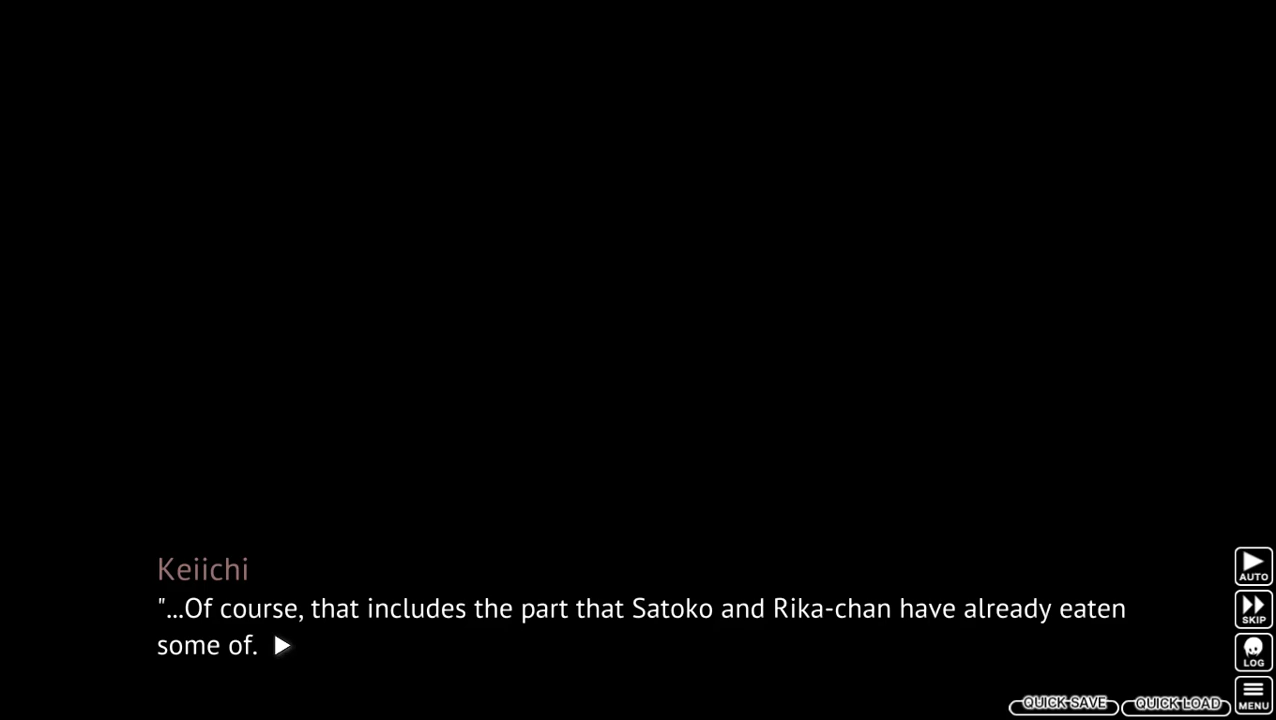 Keiichi
"...Of course, that includes the part that Satoko and Rika-chan have already eaten
some of.
AUTO
SKIP
LOG
MENU
QUICK SAVE QUICK LOAD